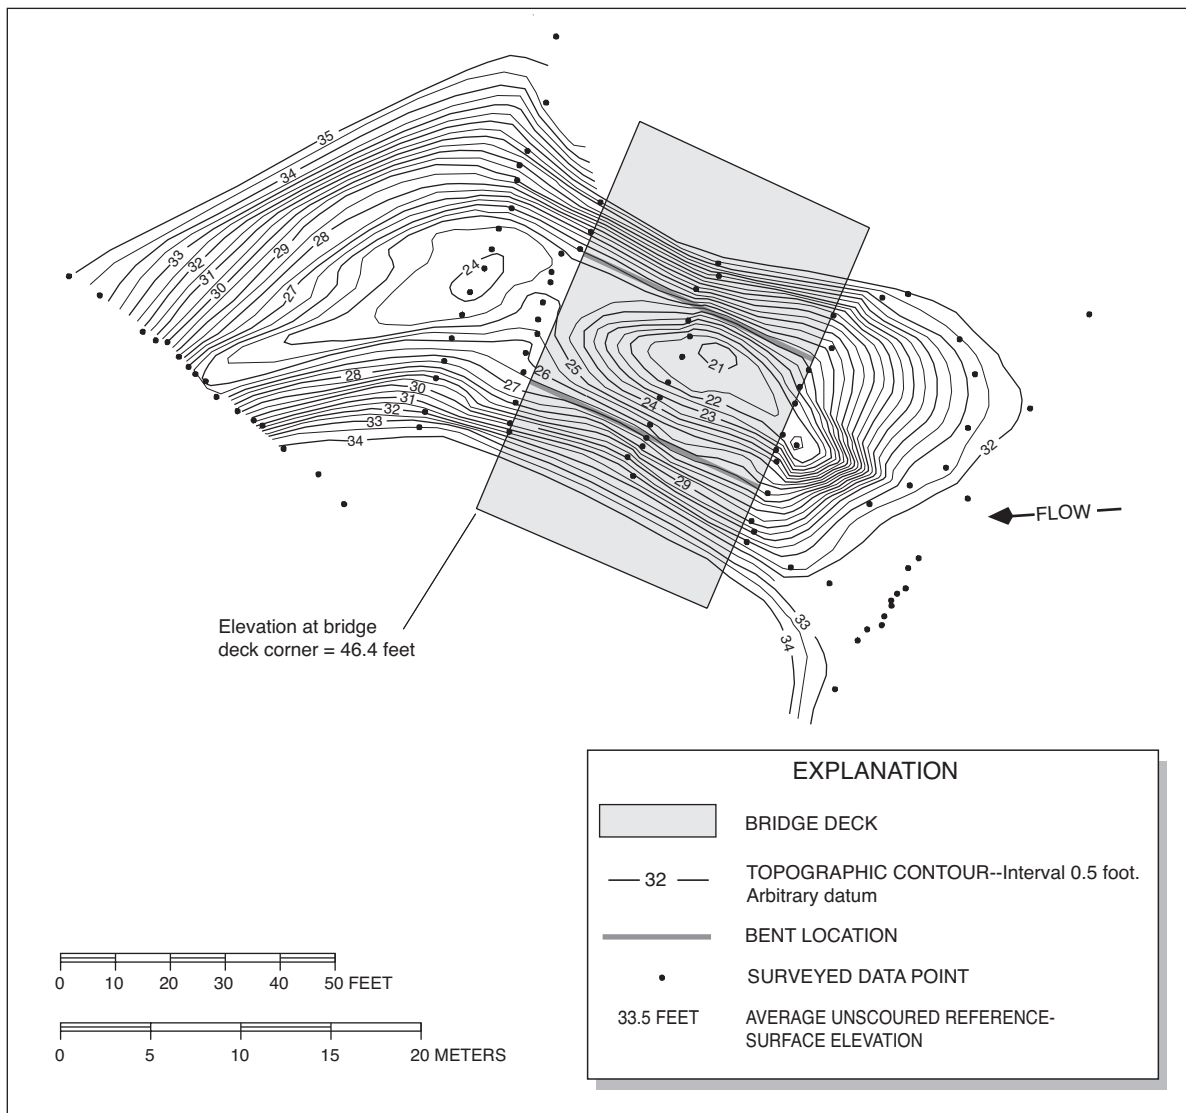 35
34
33
32
31
30
29
28
27
24
28
30
31
32
33
34
26
27
25
24
23
22
21
29
32
FLOW
33
34
Elevation at bridge
deck corner = 46.4 feet
EXPLANATION
BRIDGE DECK
32
TOPOGRAPHIC CONTOUR--Interval 0.5 foot.
Arbitrary datum
BENT LOCATION
SURVEYED DATA POINT
33.5 FEET
AVERAGE UNSCOURED REFERENCE-
SURFACE ELEVATION
0 10 20 30 40 50 FEET
0 5 10 15 20 METERS